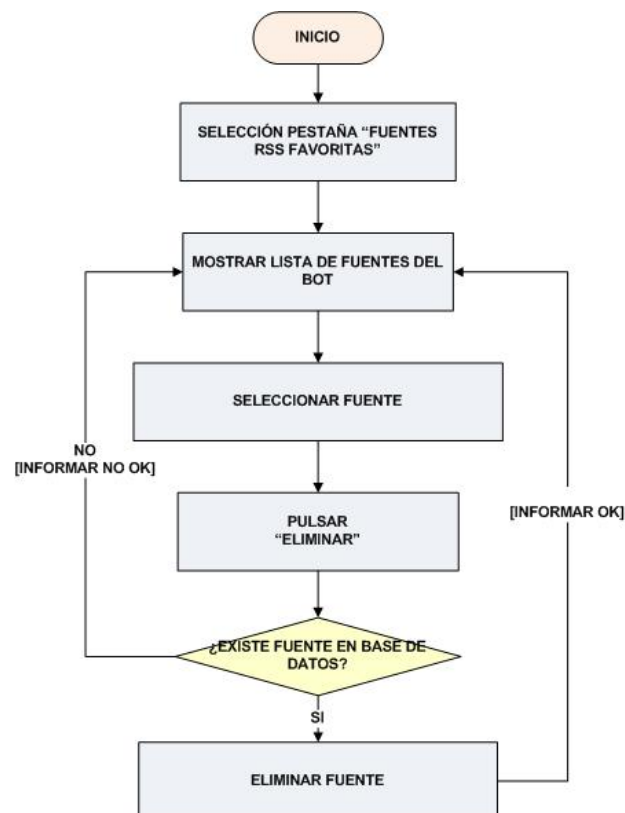 INICIO
SELECCIÓN PESTAÑA “FUENTES
RSS FAVORITAS”
MOSTRAR LISTA DE FUENTES DEL
BOT
SELECCIONAR FUENTE
NO
[INFORMAR NO OK]
PULSAR
“ELIMINAR”
[INFORMAR OK]
¿EXISTE FUENTE EN BASE DE
DATOS?
SI
ELIMINAR FUENTE